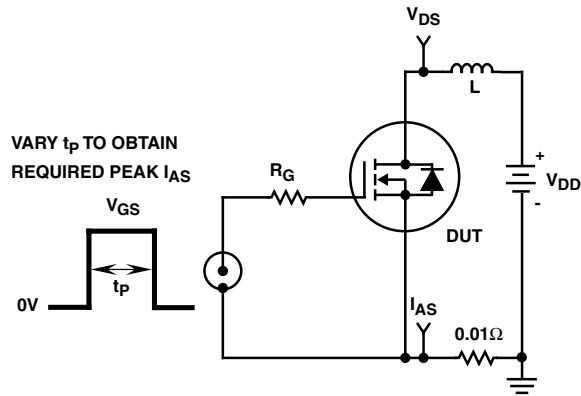 VDS
L
VARY tP TO OBTAIN
REQUIRED PEAK IAS
RG
+
VDD
-
VGS
DUT
0V
tP
IAS
0.01Ω